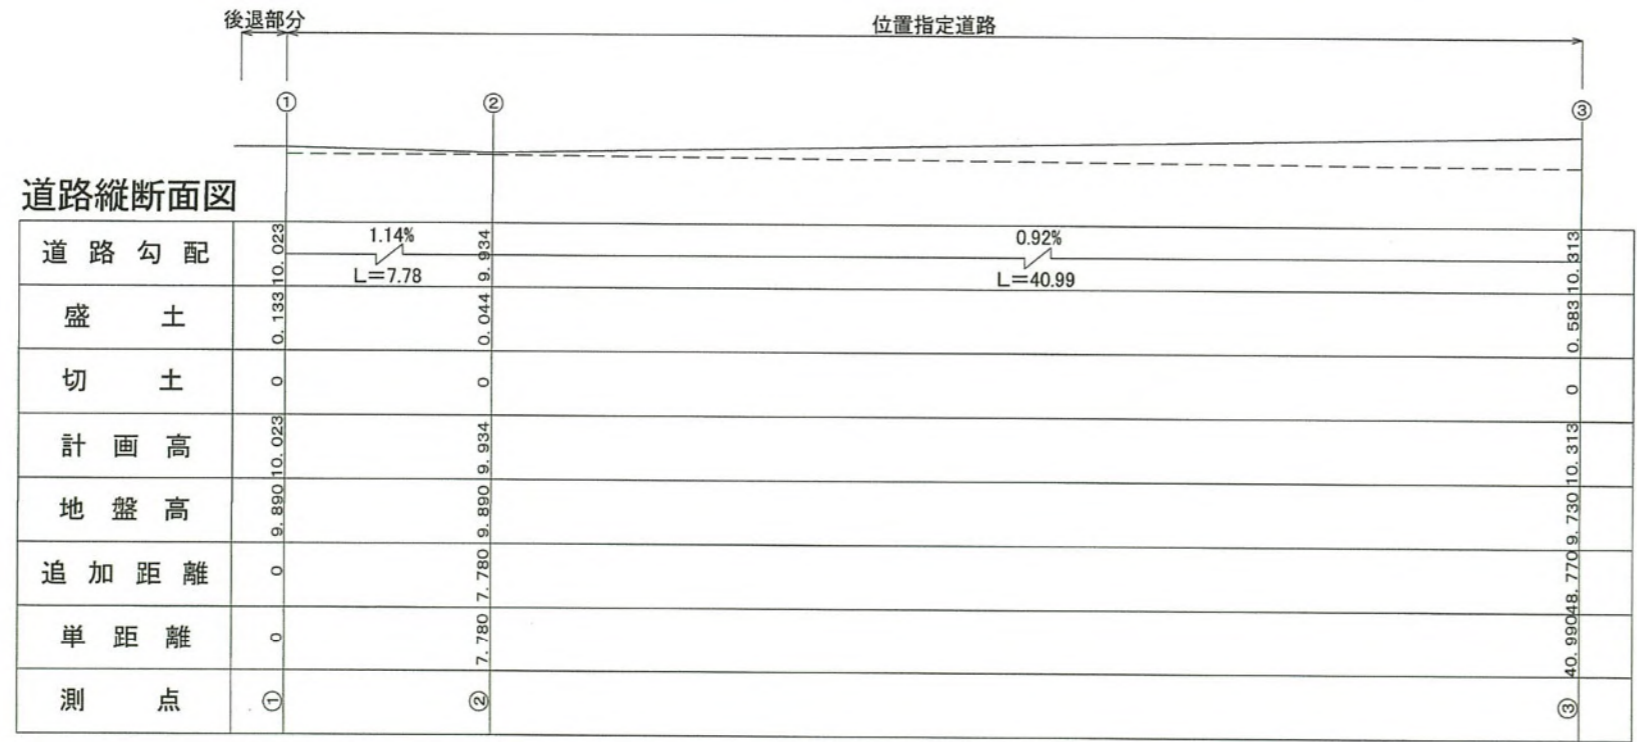 後退部分
位置指定道路
① ② ③
道路縦断面図
道路勾配 10.023 1.14% L=7.78 9.934 0.92% L=40.99 10.313
盛土 0.133 0.044 0.583
切土 0 0 0
計画高 10.023 9.934 10.313
地盤高 9.890 9.890 9.730
追加距離 0 7.780 48.770
単距離 0 7.780 40.990
測点 ① ② ③